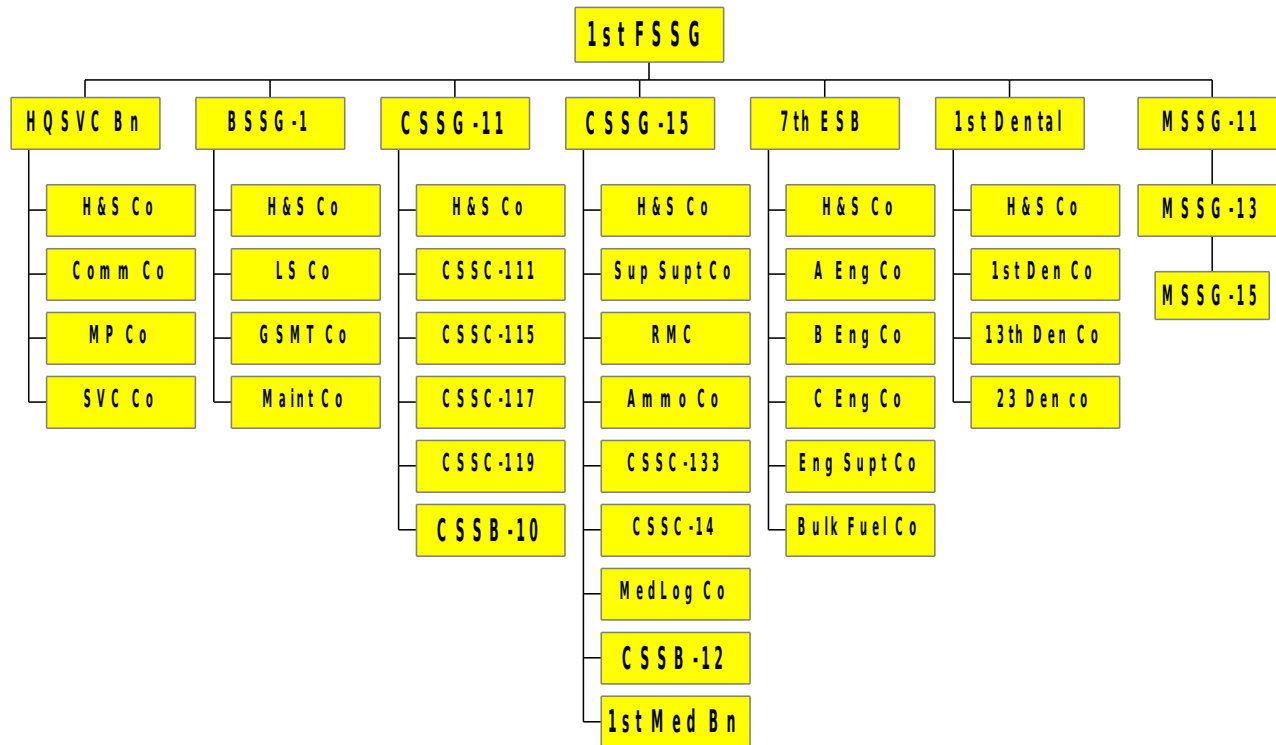 1st FSSG
HQSVC Bn
BSSG-1
CSSG-11
CSSG-15
7th ESB
1st Dental
MSSG-11
H&S Co
H&S Co
H&S Co
H&S Co
H&S Co
H&S Co
MSSG-13
Comm Co
LS Co
CSSC-111
Sup Supt Co
A Eng Co
1st Den Co
MSSG-15
MP Co
GSMT Co
CSSC-115
RMC
B Eng Co
13th Den Co
SVC Co
Maint Co
CSSC-117
Ammo Co
C Eng Co
23 Den co
CSSC-119
CSSC-133
Eng Supt Co
CSSB-10
CSSC-14
Bulk Fuel Co
MedLog Co
CSSB-12
1st Med Bn